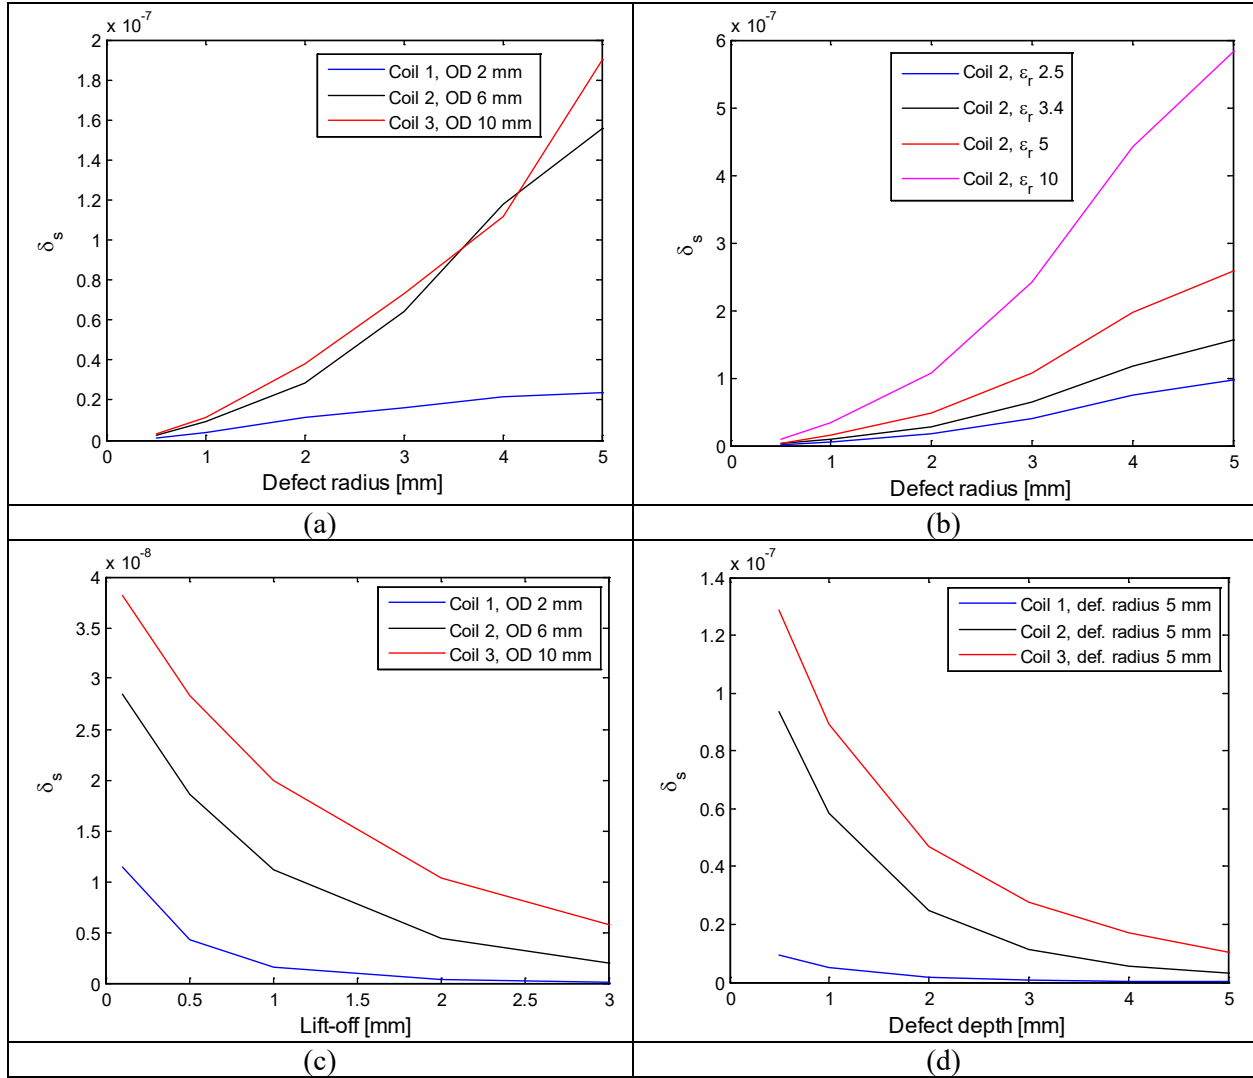 x 10-7
2
1.8
1.6
1.4
1.2
1
0.8
0.6
0.4
0.2
0
δs
Coil 1, OD 2 mm
Coil 2, OD 6 mm
Coil 3, OD 10 mm
0 1 2 3 4 5
Defect radius [mm]
(a)
x 10-7
6
5
4
3
2
1
0
δs
Coil 2, εr 2.5
Coil 2, εr 3.4
Coil 2, εr 5
Coil 2, εr 10
0 1 2 3 4 5
Defect radius [mm]
(b)
x 10-8
4
3.5
3
2.5
2
1.5
1
0.5
0
δs
Coil 1, OD 2 mm
Coil 2, OD 6 mm
Coil 3, OD 10 mm
0 0.5 1 1.5 2 2.5 3
Lift-off [mm]
(c)
x 10-7
1.4
1.2
1
0.8
0.6
0.4
0.2
0
δs
Coil 1, def. radius 5 mm
Coil 2, def. radius 5 mm
Coil 3, def. radius 5 mm
0 1 2 3 4 5
Defect depth [mm]
(d)